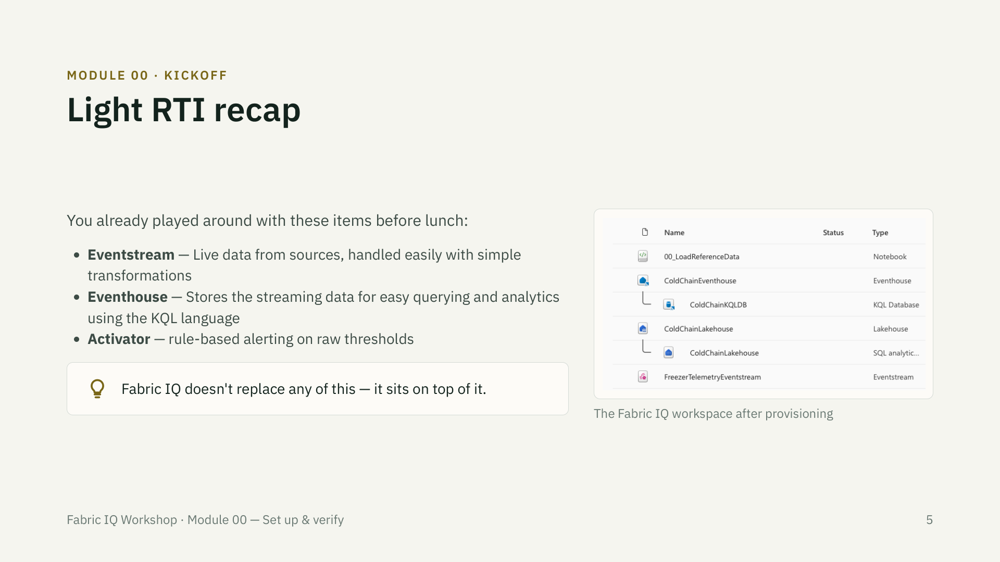 MODULE 00 · KICKOFF
Light RTI recap
You already played around with these items before lunch:
• Eventstream — Live data from sources, handled easily with simple
transformations
• Eventhouse — Stores the streaming data for easy querying and analytics
using the KQL language
• Activator — rule-based alerting on raw thresholds
Fabric IQ doesn't replace any of this — it sits on top of it.
Name Status Type
00_LoadReferenceData Notebook
ColdChainEventhouse Eventhouse
ColdChainKQLDB KQL Database
ColdChainLakehouse Lakehouse
ColdChainLakehouse SQL analytic...
FreezerTelemetryEventstream Eventstream
The Fabric IQ workspace after provisioning
Fabric IQ Workshop · Module 00 — Set up & verify
5